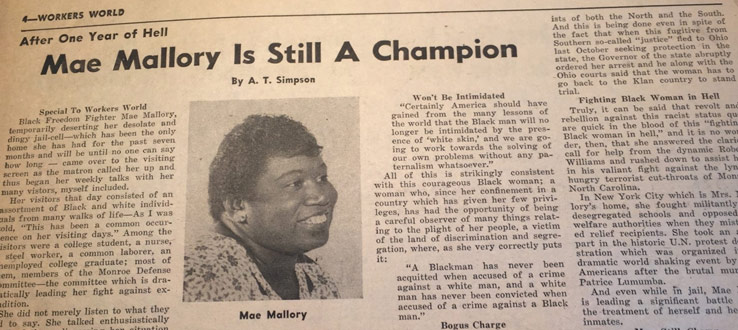 4—WORKERS WORLD
After One Year of Hell
Mae Mallory Is Still A Champion
By A. T. Simpson
Special To Workers World
Black Freedom Fighter Mae Mallory,
temporarily deserting her desolate and
dingy jail-cell—which has been the only
home she has had for the past seven
months and will be until no one can say
how long — came over to the visiting
screen as the matron called her up and
thus began her weekly talks with her
many vistors, myself included.
Her visitors that day consisted of an
assortment of Black and white individ-
uals from many walks of life—As I was
told, "This has been a common occur-
ence on her visiting days." Among the
visitors were a college student, a nurse,
steel worker, a common laborer, an
employed college graduate; most of
em, members of the Monroe Defense
ommittee—the committee which is dra-
atically leading her fight against ex-
adition.
She did not merely listen to what they
d to say. She talked enthusiastically
Mae Mallory
Won't Be Intimidated
"Certainly America should have
gained from the many lessons of
the world that the Black man will no
longer be intimidated by the pres-
ence of 'white skin,' and we are go-
ing to work towards the solving of
our own problems without any pa-
ternalism whatsoever."
All of this is strikingly consistent
with this courageous Black woman; a
woman who, since her confinement in a
country which has given her few privi-
leges, has had the opportunity of being
a careful observer of many things relat-
ing to the plight of her people, a victim
of the land of discrimination and segre-
gation, where, as she very correctly puts
it:
"A Blackman has never been
acquitted when accused of a crime
against a white man, and a white
man has never been convicted when
accused of a crime against a Black
man."
Bogus Charge
ists of both the North and the South.
And this is being done even in spite of
the fact that when this fugitive from
Southern so-called "justice" fled to Ohio
last October seeking protection in the
state, the Governor of the state abruptly
ordered her arrest and he along with the
Ohio courts said that the woman has to
go back to the Klan country to stand
trial.
Fighting Black Woman in Hell
Truly, it can be said that revolt and
rebellion against this racist status qu
are quick in the blood of this "fightin
Black woman in hell," and it is no wo
der, then, that she answered the clari
call for help from the dynamic Robe
Williams and rushed down to assist h
in his valiant fight against the lyn
hungry terrorist cut-throats of Mon
North Carolina.
In New York City which is Mrs.
lory's home, she fought militantly
desegregated schools and opposed
welfare authorities when they mist
ed relief recipients. She took an
part in the historic U.N. protest d
stration which was organized
dramatic world shaking event by
Americans after the brutal mur
Patrice Lumumba.
And even while in jail, Mae
is leading a significant battle
the treatment of herself and he
inmates.